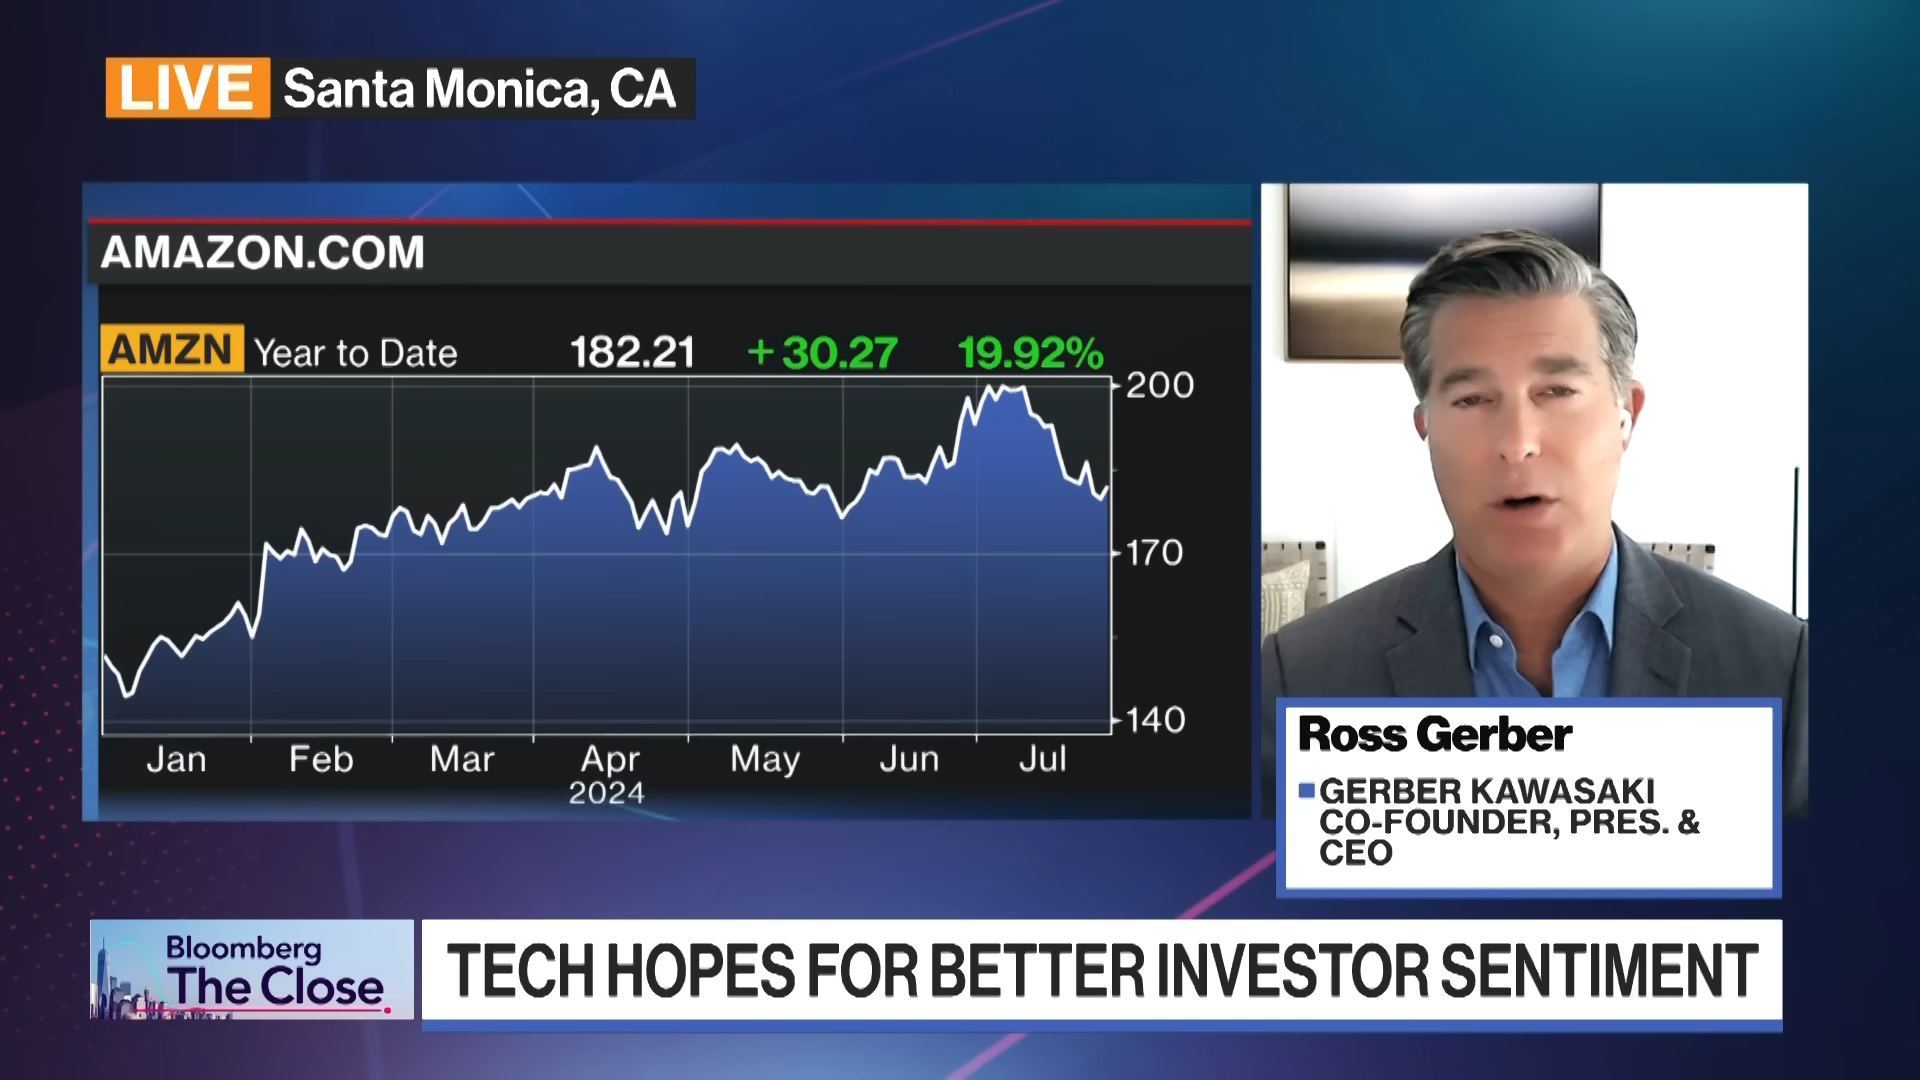 LIVE Santa Monica, CA
AMAZON.COM
AMZN Year to Date 182.21 +30.27 19.92%
200
170
140
Jan Feb Mar Apr May Jun Jul
2024
Ross Gerber
GERBER KAWASAKI
CO-FOUNDER, PRES. &
CEO
Bloomberg
The Close
TECH HOPES FOR BETTER INVESTOR SENTIMENT